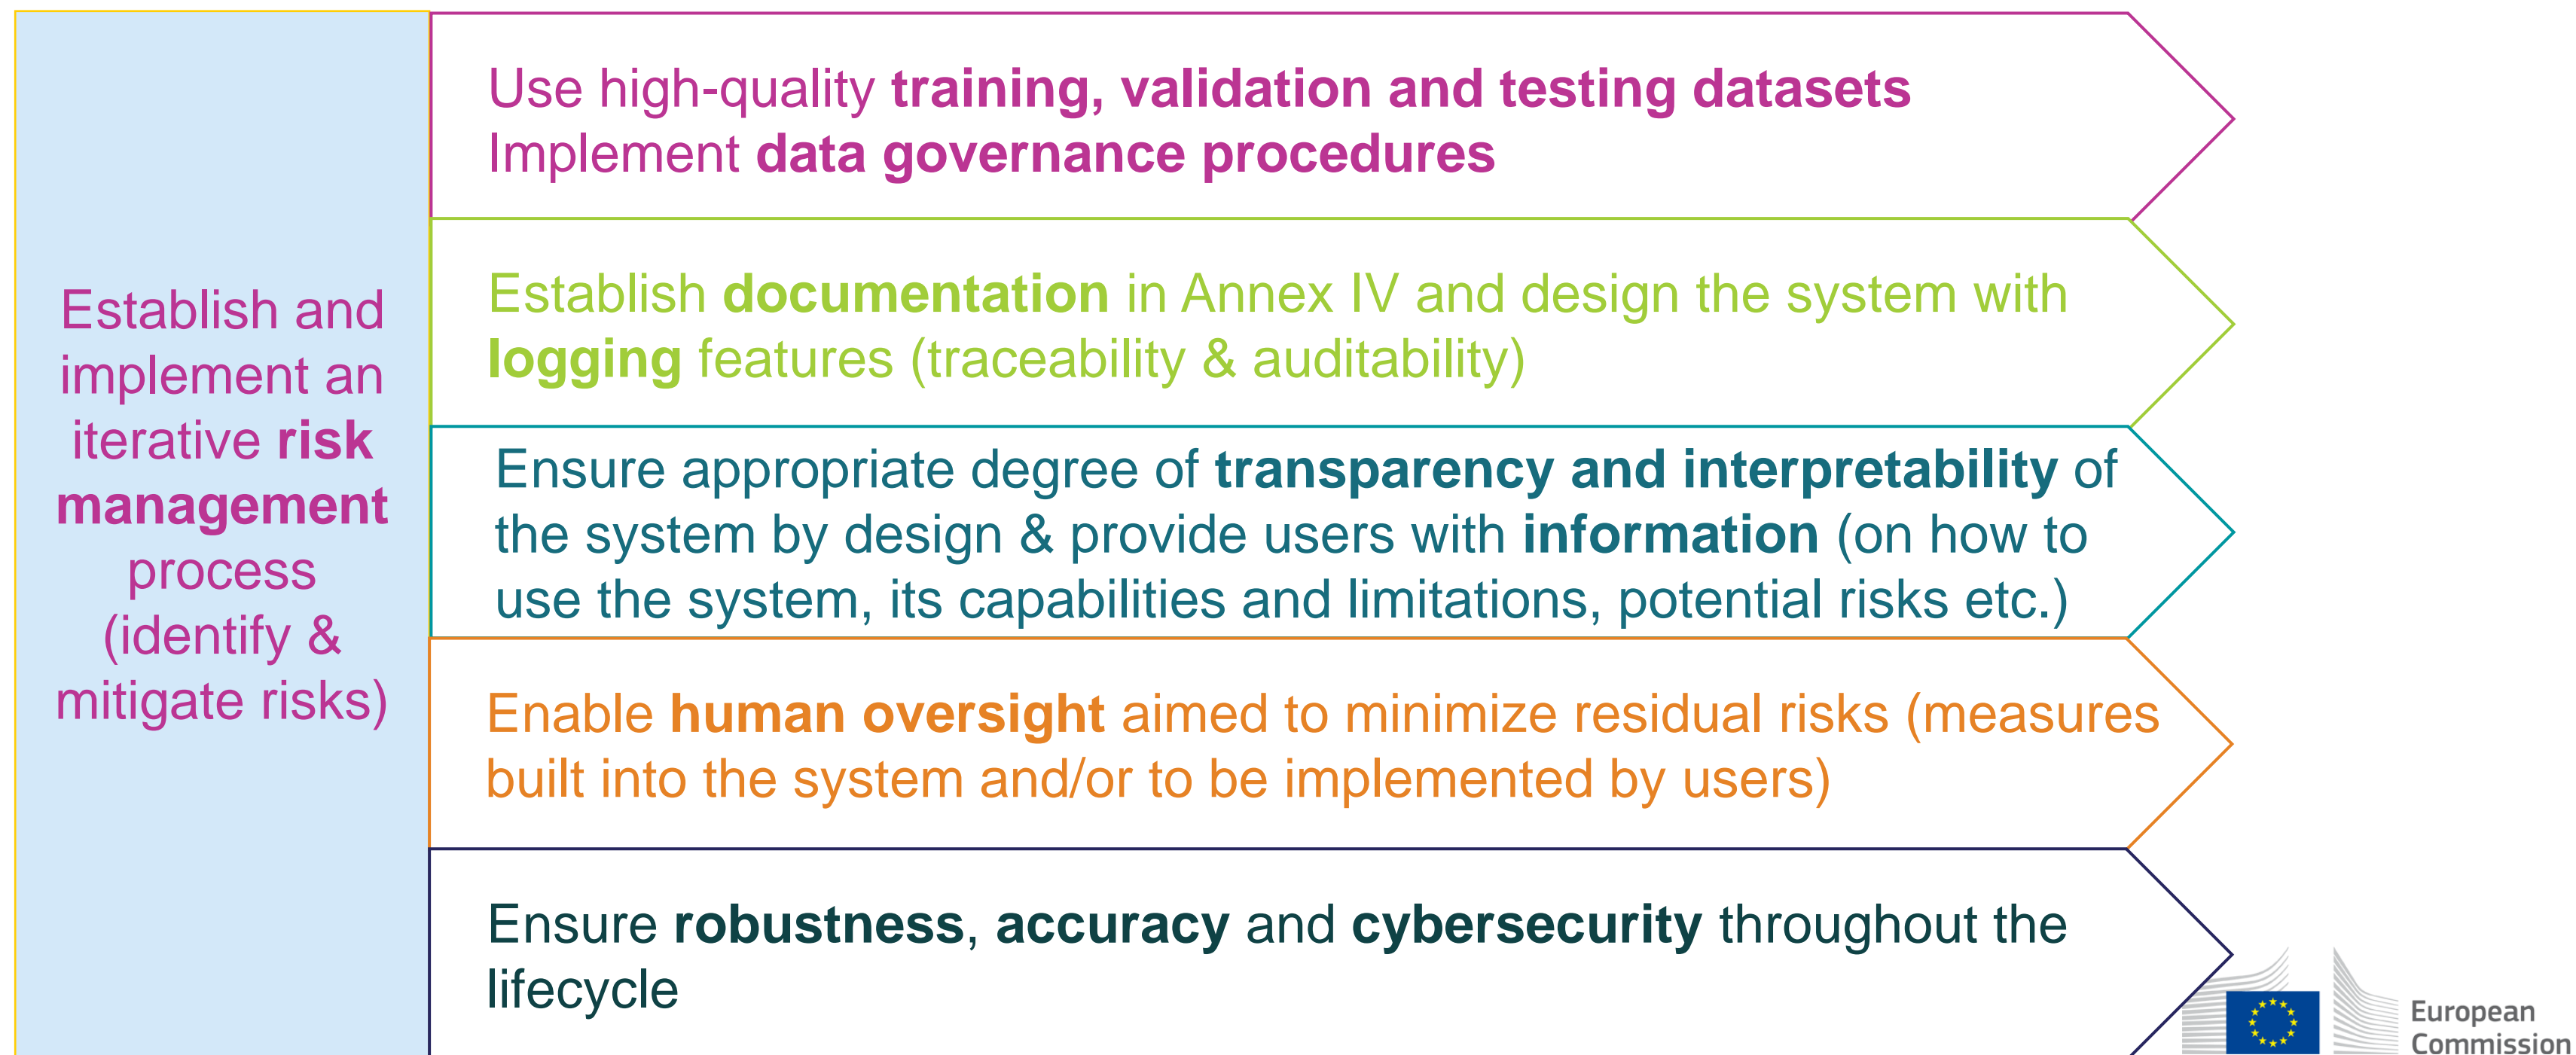 Establish and
implement an
iterative risk
management
process
(identify &
mitigate risks)
Use high-quality training, validation and testing datasets
Implement data governance procedures
Establish documentation in Annex IV and design the system with
logging features (traceability & auditability)
Ensure appropriate degree of transparency and interpretability of
the system by design & provide users with information (on how to
use the system, its capabilities and limitations, potential risks etc.)
Enable human oversight aimed to minimize residual risks (measures
built into the system and/or to be implemented by users)
Ensure robustness, accuracy and cybersecurity throughout the
lifecycle
European
Commission